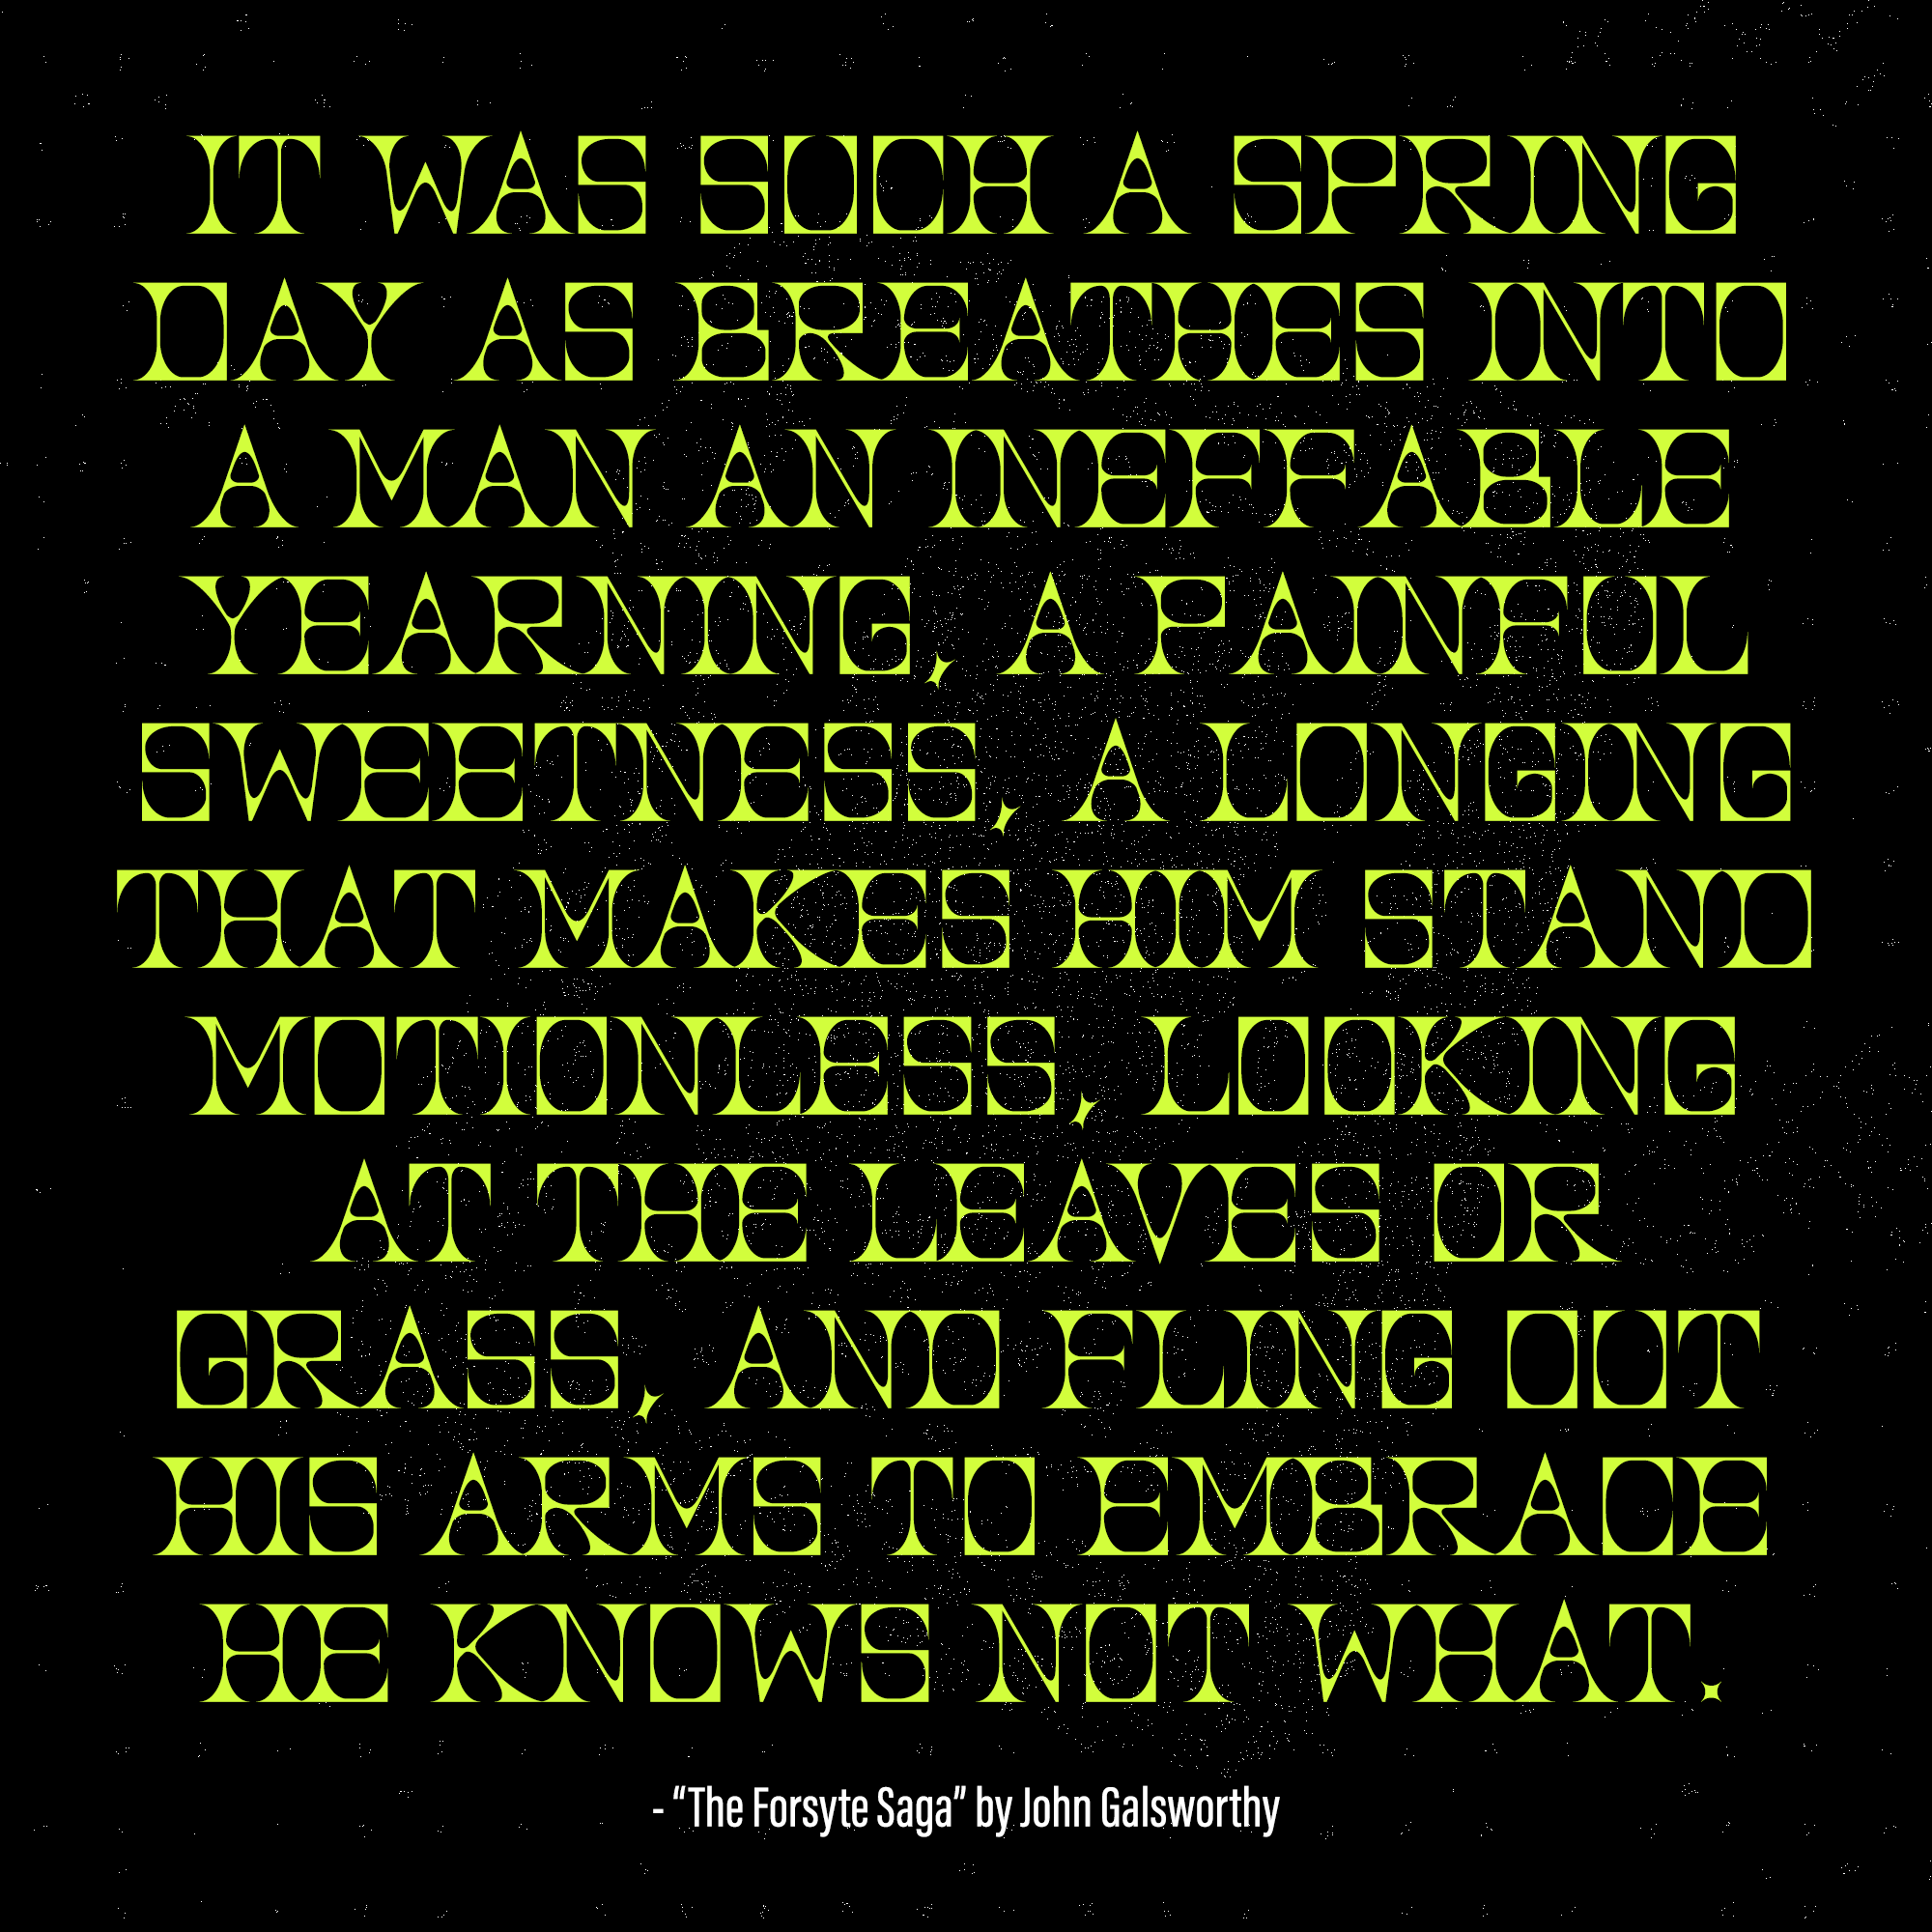 IT WAS SUCH A SPRING
DAY AS BREATHES INTO
A MAN AN INEFFABLE
YEARNING, A PAINFUL
SWEETNESS, A LONGING
THAT MAKES HIM STAND
MOTIONLESS, LOOKING
AT THE LEAVES OR
GRASS, AND FLING OUT
HIS ARMS TO EMBRACE
HE KNOWS NOT WHAT.
- “The Forsyte Saga” by John Galsworthy